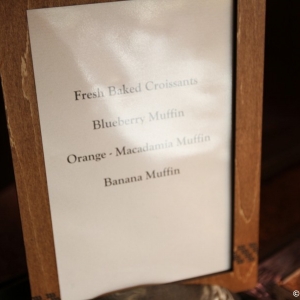 Fresh Baked Croissants
Blueberry Muffin
Orange - Macadamia Muffin
Banana Muffin